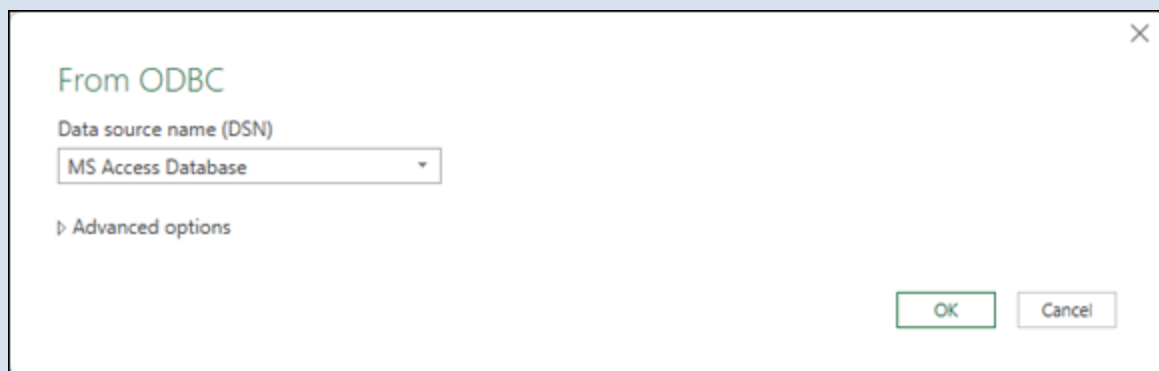 From ODBC
Data source name (DSN)
MS Access Database
Advanced options
OK
Cancel